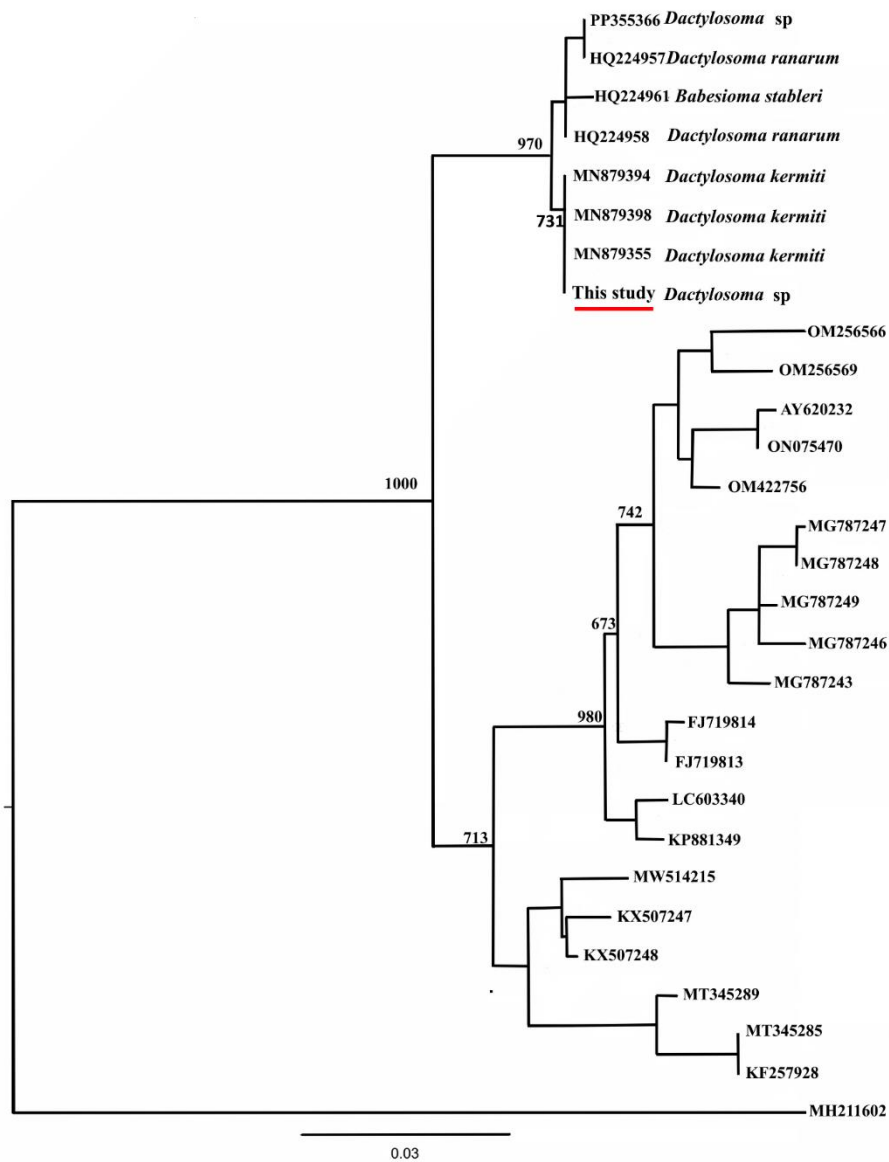 PP355366 Dactylosoma sp
HQ224957 Dactylosoma ranarum
HQ224961 Babesioma stableri
970
HQ224958 Dactylosoma ranarum
MN879394 Dactylosoma kermiti
MN879398 Dactylosoma kermiti
731
MN879355 Dactylosoma kermiti
This study Dactylosoma sp
OM256566
OM256569
AY620232
ON075470
1000
OM422756
742
MG787247
MG787248
MG787249
673
MG787246
MG787243
980
FJ719814
FJ719813
LC603340
713
KP881349
MW514215
KX507247
KX507248
MT345289
MT345285
KF257928
MH211602
0.03